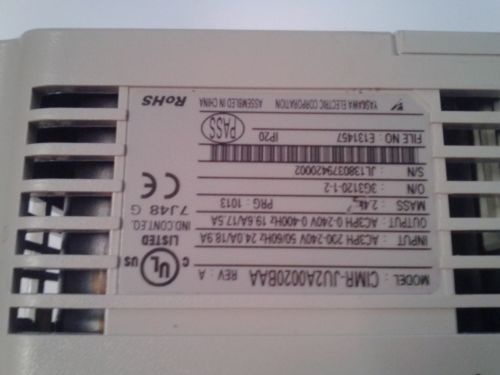 MODEL : CIMR-JU2A0020BAA REV : A
INPUT : AC3PH 200-240V 50/60Hz 24.0A/18.9A
OUTPUT : AC3PH 0-240V 0-400Hz 19.6A/17.5A
MASS : 2.4kg PRG : 1013
O/N : 363120-1-2
S/N : JL1380379420002
FILE NO : E131457 IP20
YASKAWA ELECTRIC CORPORATION ASSEMBLED IN CHINA
C UL US
LISTED
IND.CONT.EQ.
7J48 G
CE
PASS
RoHS